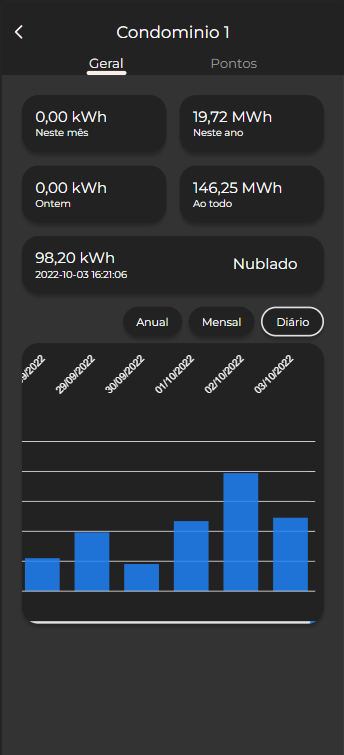 Condominio 1
Geral Pontos
0,00 kWh 19,72 MWh
Neste mês Neste ano
0,00 kWh 146,25 MWh
Ontem Ao todo
98,20 kWh Nublado
2022-10-03 16:21:06
Anual Mensal Diário
9/2022 29/09/2022 30/09/2022 01/10/2022 02/10/2022 03/10/2022